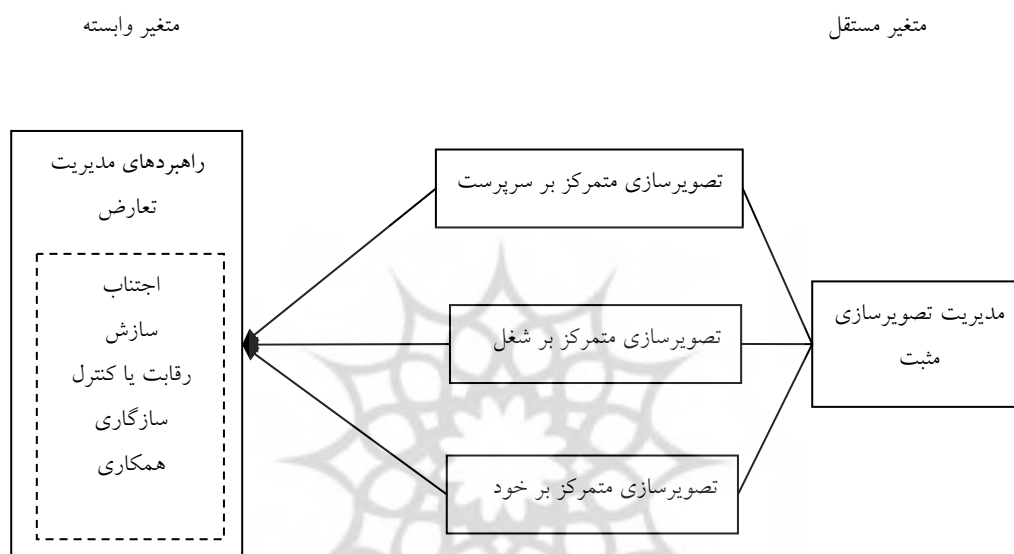 متغیر مستقل
متغیر وابسته
مدیریت تصویرسازی
مثبت
تصویرسازی متمرکز بر سرپرست
تصویرسازی متمرکز بر شغل
تصویرسازی متمرکز بر خود
راهبردهای مدیریت
تعارض
اجتناب
سازش
رقابت یا کنترل
سازگاری
همکاری